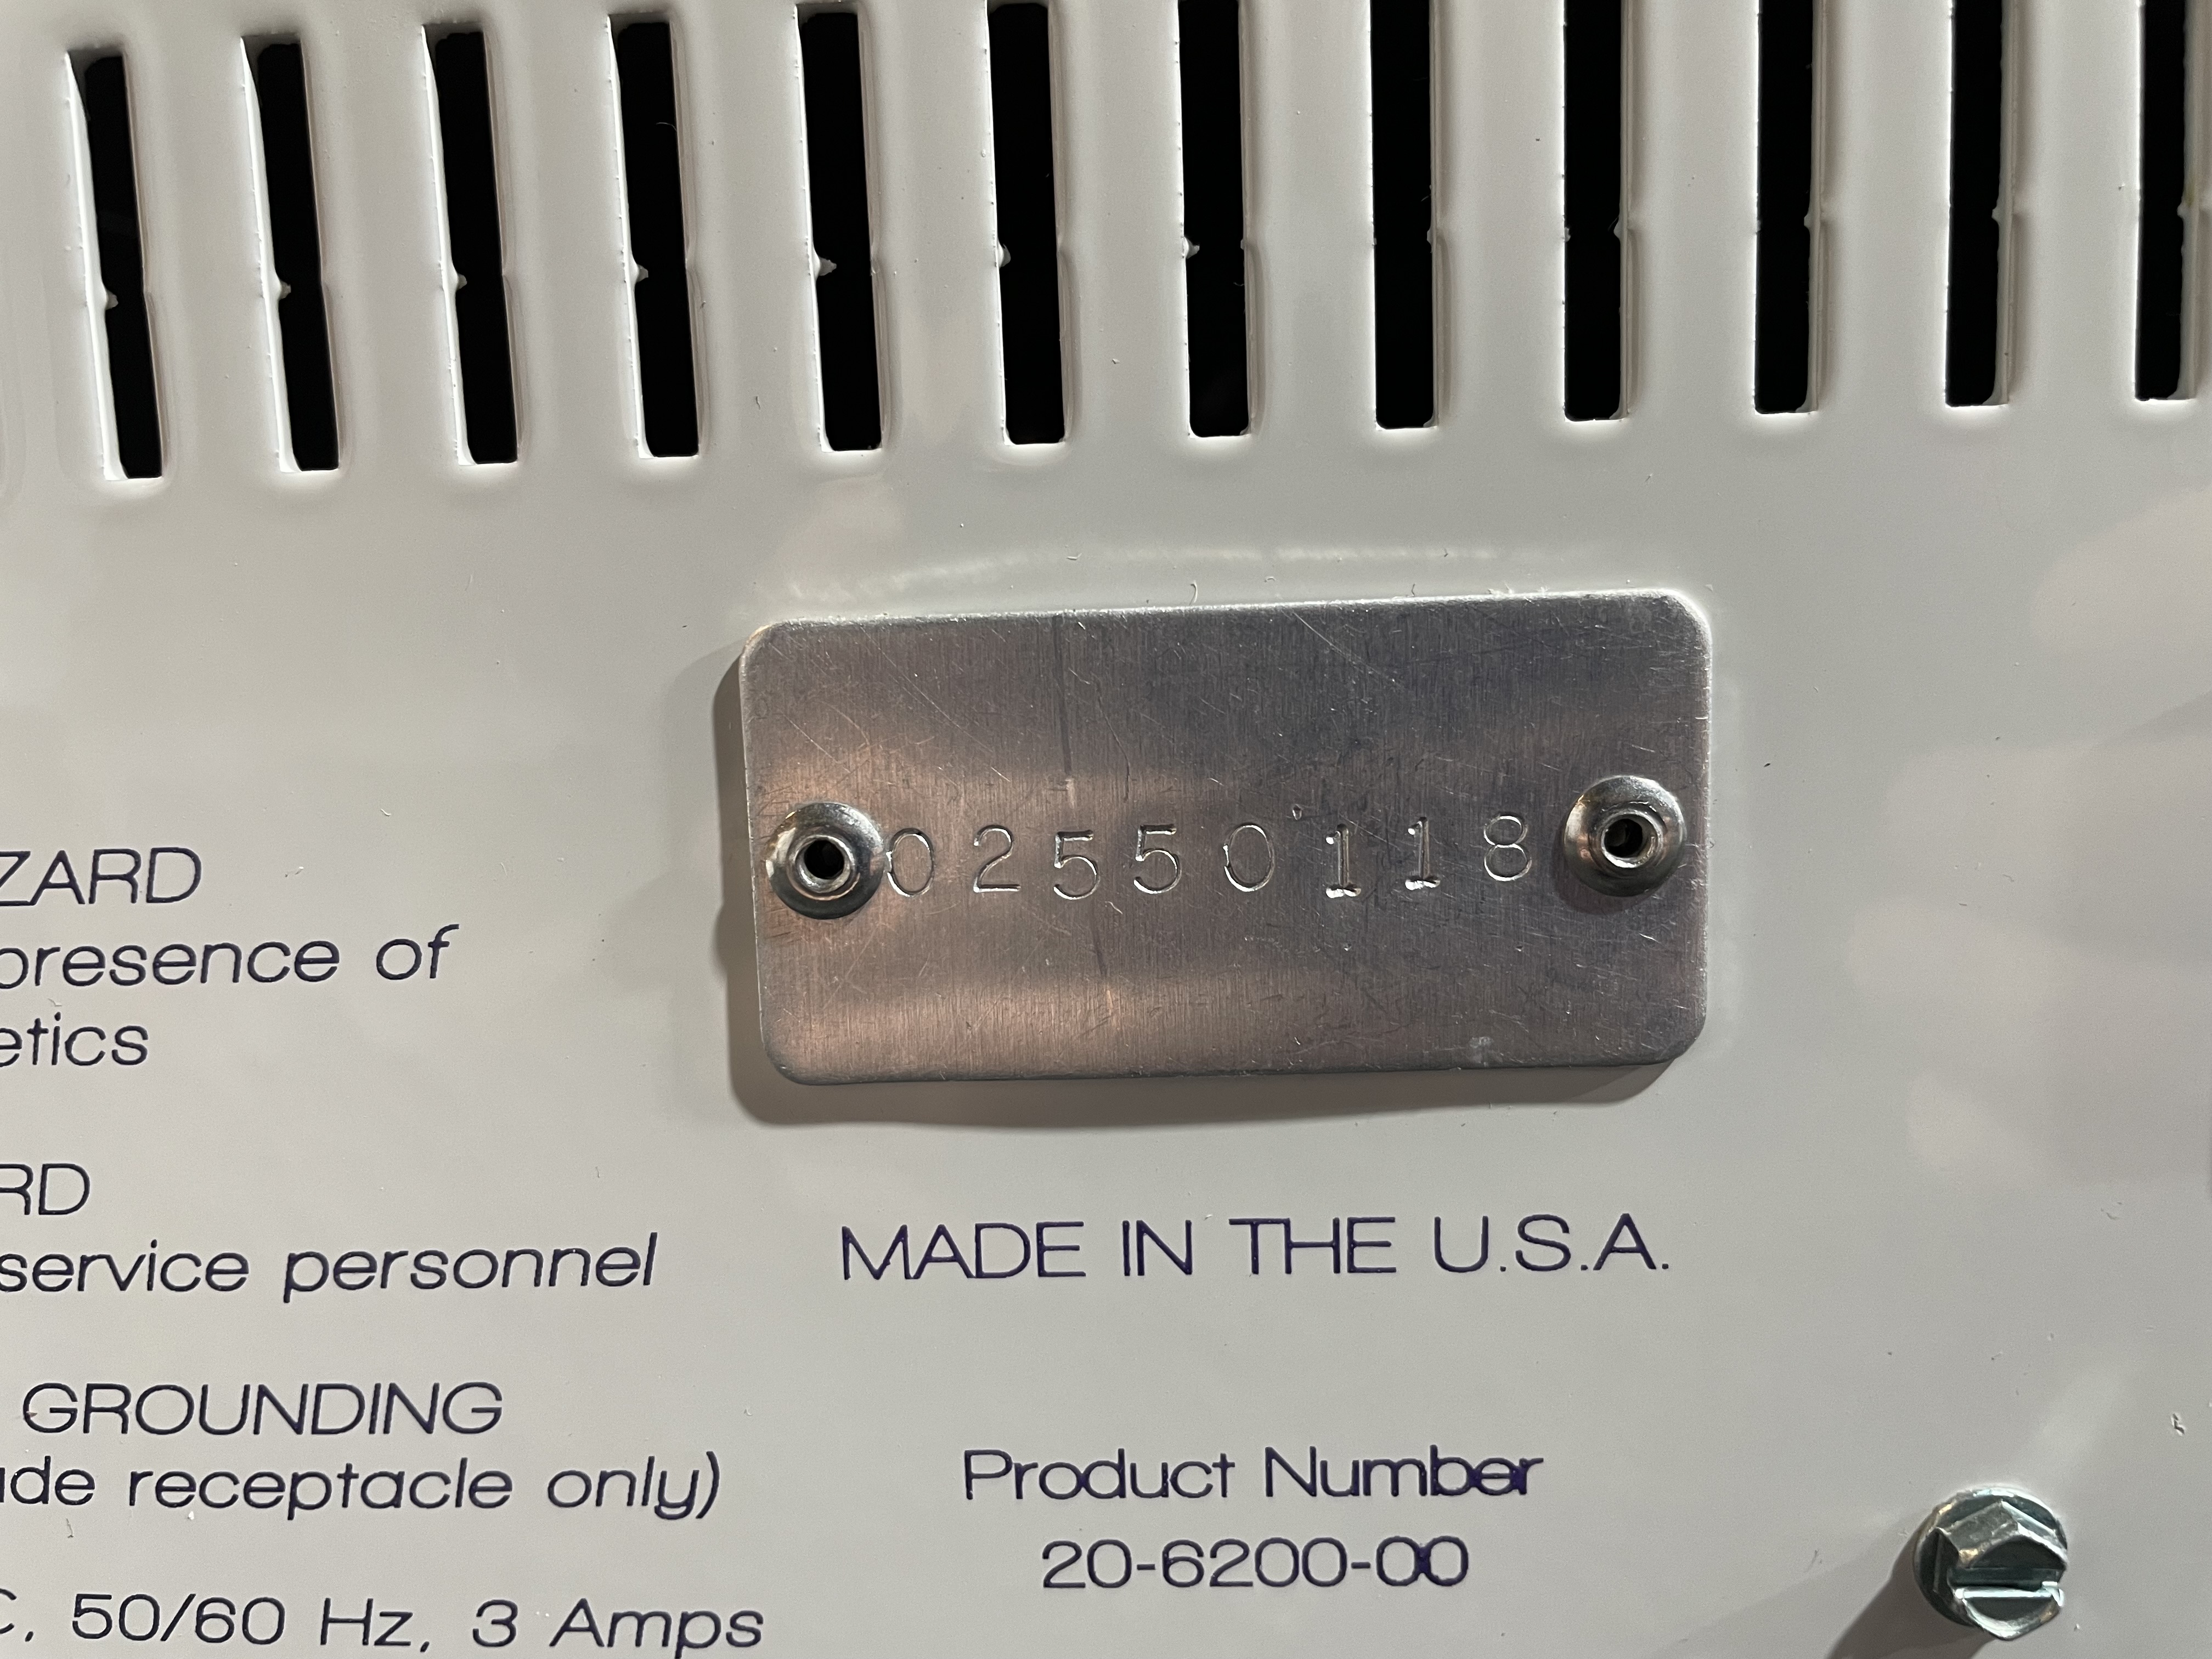 02550118
ZARD
presence of
etics
RD
service personnel
MADE IN THE U.S.A.
GROUNDING
ade receptacle only)
Product Number
20-6200-00
C, 50/60 Hz, 3 Amps